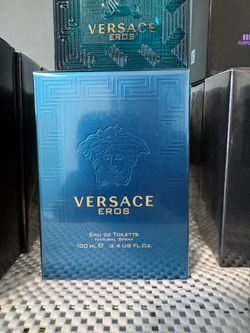 VERSACE
EROS
VERSACE
EROS
EAU DE TOILETTE
NATURAL SPRAY
100 ML ℮ 3.4 US FL.OZ.